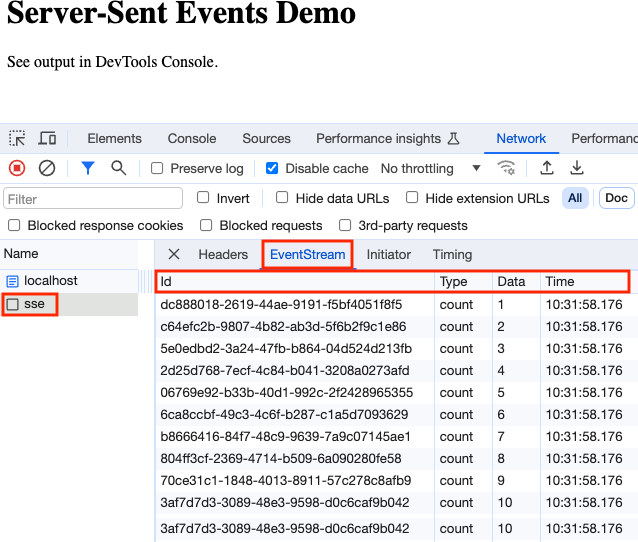 Server-Sent Events Demo
See output in DevTools Console.
Elements Console Sources Performance insights Network Performanc
Preserve log Disable cache No throttling
Filter Invert Hide data URLs Hide extension URLs All Doc
Blocked response cookies Blocked requests 3rd-party requests
Name Headers EventStream Initiator Timing
localhost Id Type Data Time
sse dc888018-2619-44ae-9191-f5bf4051f8f5 count 1 10:31:58.176
c64efc2b-9807-4b82-ab3d-5f6b2f9c1e86 count 2 10:31:58.176
5e0edbd2-3a24-47fb-b864-04d524d213fb count 3 10:31:58.176
2d25d768-7ecf-4c84-b041-3208a0273afd count 4 10:31:58.176
06769e92-b33b-40d1-992c-2f2428965355 count 5 10:31:58.176
6ca8ccbf-49c3-4c6f-b287-c1a5d7093629 count 6 10:31:58.176
b8666416-84f7-48c9-9639-7a9c07145ae1 count 7 10:31:58.176
804ff3cf-2369-4714-b509-6a090280fe58 count 8 10:31:58.176
70ce31c1-1848-4013-8911-57c278c8afb9 count 9 10:31:58.176
3af7d7d3-3089-48e3-9598-d0c6caf9b042 count 10 10:31:58.176
3af7d7d3-3089-48e3-9598-d0c6caf9b042 count 10 10:31:58.176